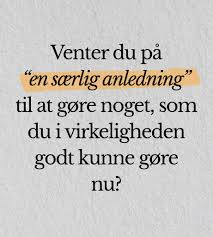 Venter du på
“en særlig anledning”
til at gøre noget, som
du i virkeligheden
godt kunne gøre
nu?